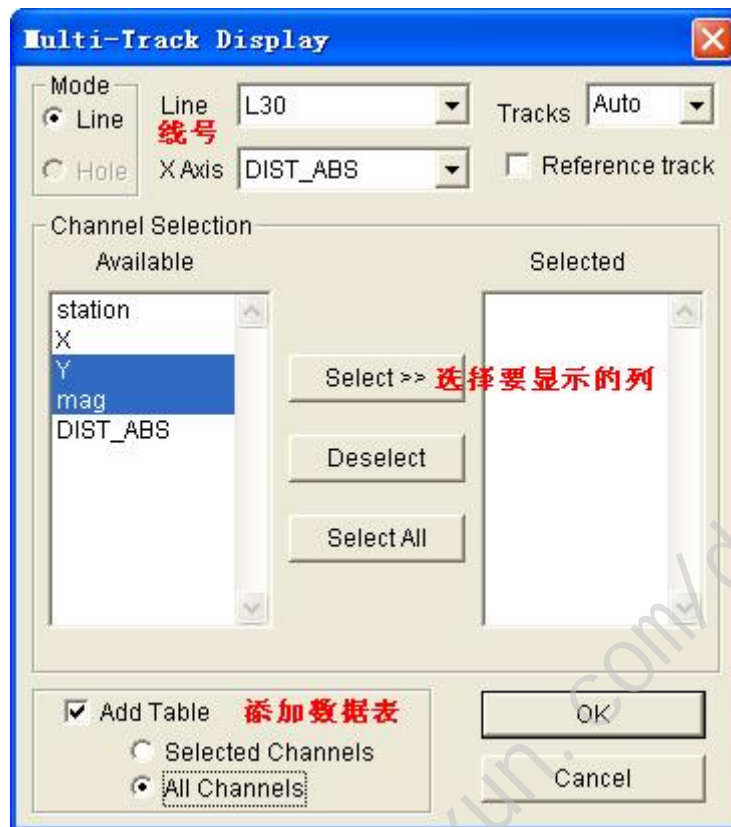 Multi-Track Display
Mode
Line
Hole
Line
线号
L30
X Axis
DIST_ABS
Tracks
Auto
Reference track
Channel Selection
Available
Selected
station
X
Y
mag
DIST_ABS
Select >>
选择要显示的列
Deselect
Select All
Add Table
添加数据表
Selected Channels
All Channels
OK
Cancel